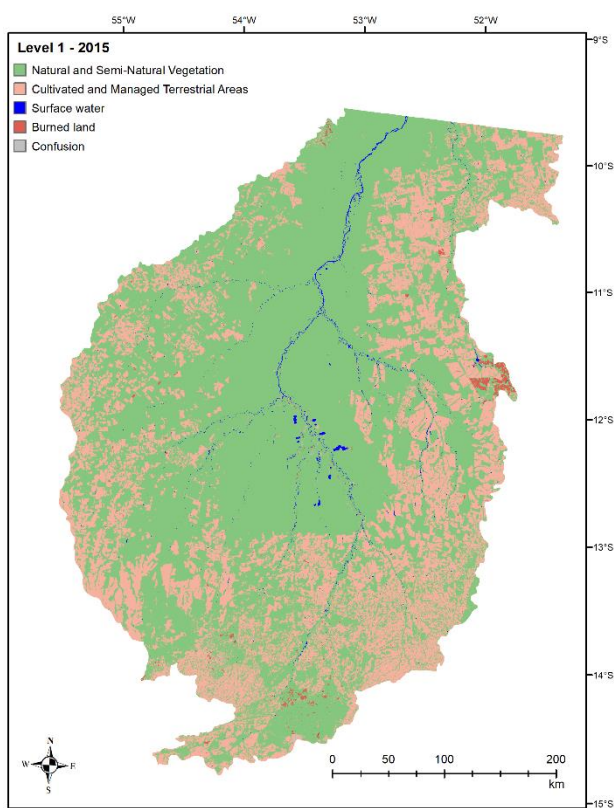 55°W 54°W 53°W 52°W
9°S
Level 1 - 2015
Natural and Semi-Natural Vegetation
Cultivated and Managed Terrestrial Areas
Surface water
Burned land
Confusion
10°S
11°S
12°S
13°S
14°S
N
W E
S
0 50 100 150 200
km
15°S